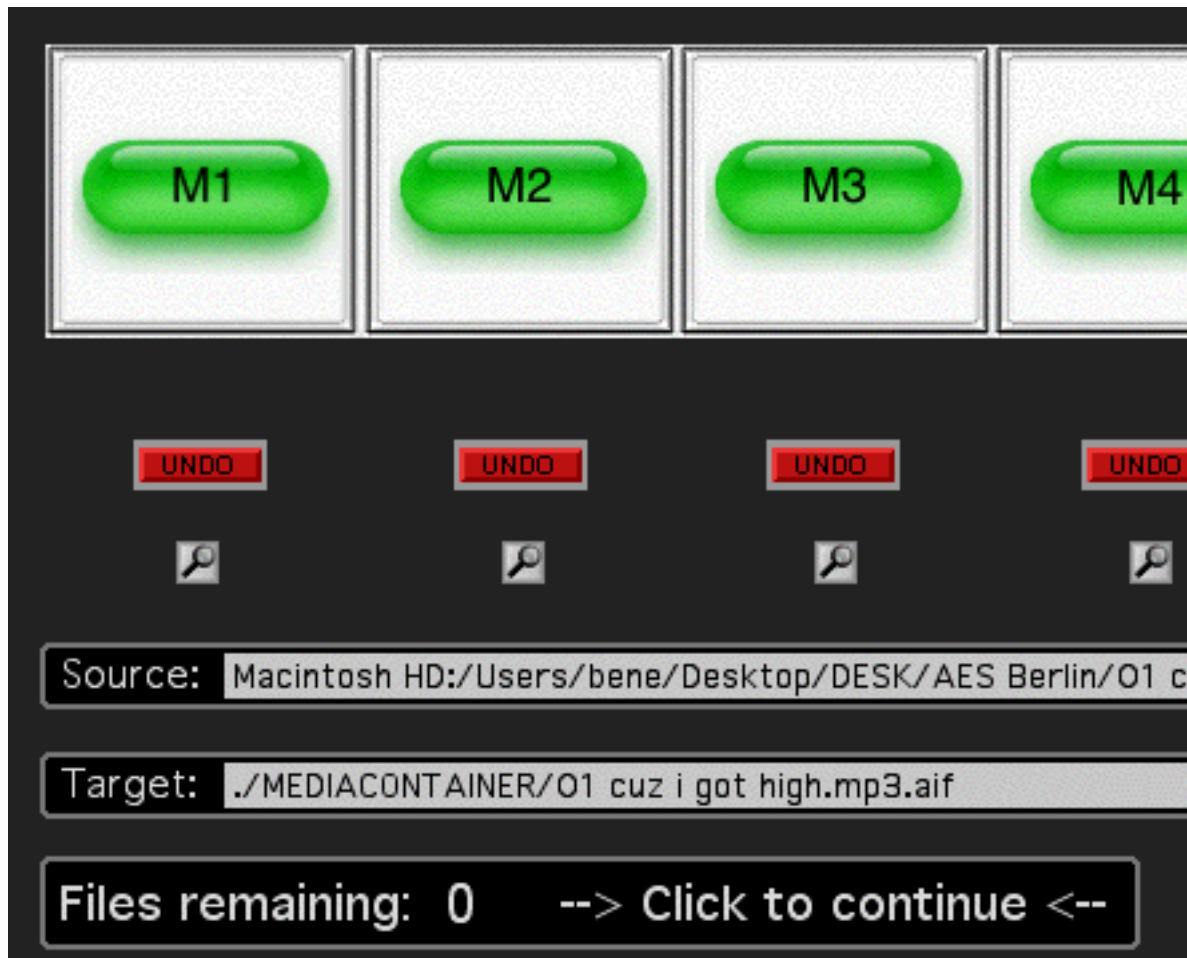 M1 M2 M3 M4
UNDO UNDO UNDO UNDO
Source: Macintosh HD:/Users/bene/Desktop/DESK/AES Berlin/01 c
Target: ./MEDIACONTAINER/01 cuz i got high.mp3.aif
Files remaining: 0 --> Click to continue <--